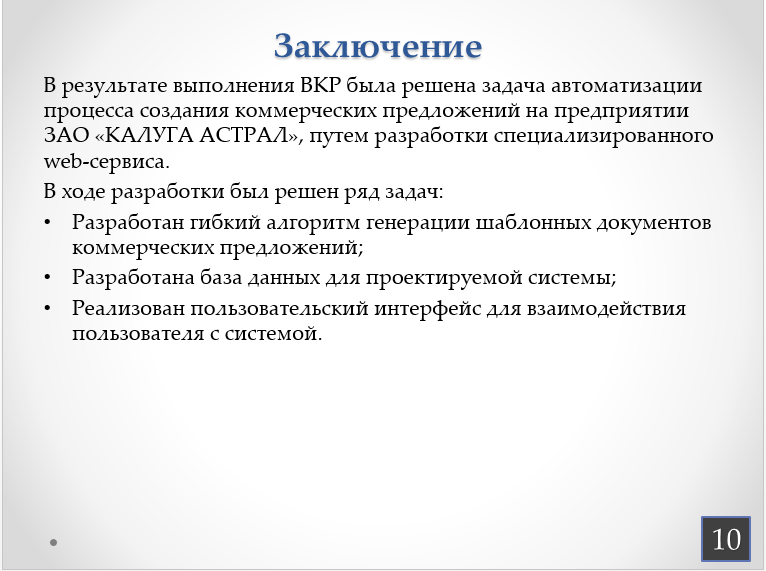 Заключение
В результате выполнения ВКР была решена задача автоматизации
процесса создания коммерческих предложений на предприятии
ЗАО «КАЛУГА АСТРАЛ», путем разработки специализированного
web-сервиса.
В ходе разработки был решен ряд задач:
• Разработан гибкий алгоритм генерации шаблонных документов
коммерческих предложений;
• Разработана база данных для проектируемой системы;
• Реализован пользовательский интерфейс для взаимодействия
пользователя с системой.
10